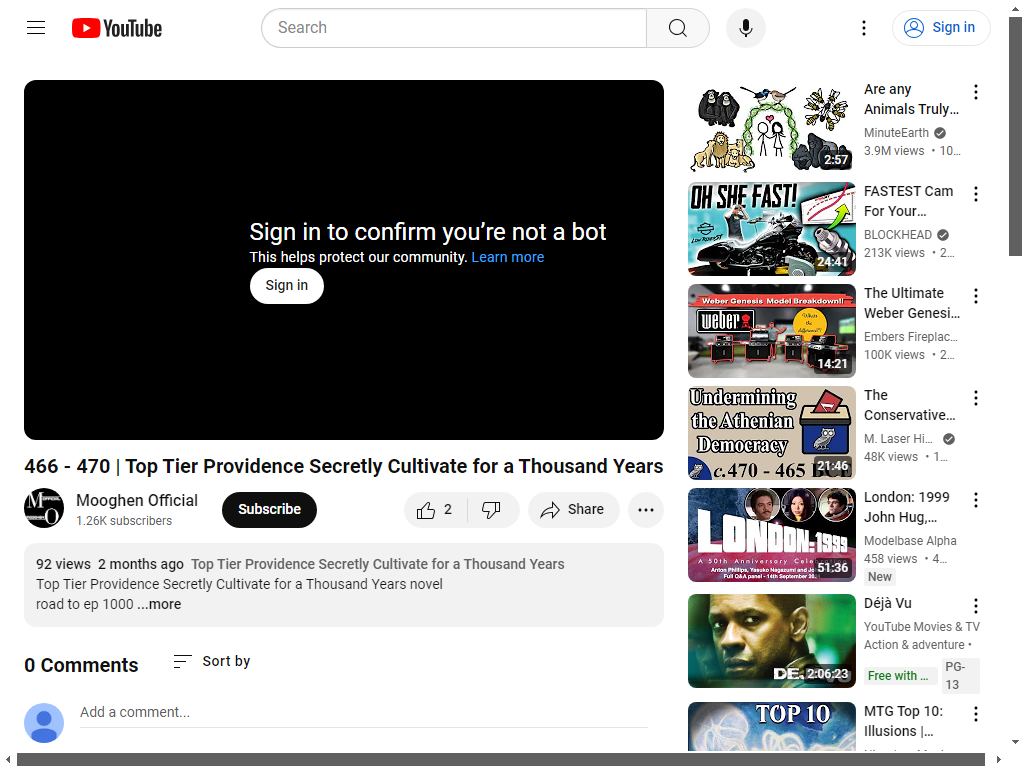 YouTube
Search
Sign in
Sign in to confirm you’re not a bot
This helps protect our community. Learn more
Sign in
466 - 470 | Top Tier Providence Secretly Cultivate for a Thousand Years
Mooghen Official
1.26K subscribers
Subscribe
2
Share
92 views 2 months ago Top Tier Providence Secretly Cultivate for a Thousand Years
Top Tier Providence Secretly Cultivate for a Thousand Years novel
road to ep 1000 ...more
0 Comments
Sort by
Add a comment...
2:57
Are any
Animals Truly...
MinuteEarth
3.9M views • 10...
OH SHE FAST!
24:41
FASTEST Cam
For Your...
BLOCKHEAD
213K views • 2...
Weber Genesis Model Breakdown!!
weber
14:21
The Ultimate
Weber Genesi...
Embers Fireplac...
100K views • 2...
Undermining
the Athenian
Democracy
c.470 - 465 BCE
21:46
The
Conservative...
M. Laser Hi...
48K views • 1...
LONDON:1999
51:36
London: 1999
John Hug,...
Modelbase Alpha
458 views • 4...
New
2:06:23
Déjà Vu
YouTube Movies & TV
Action & adventure •
Free with ...
PG-
13
TOP 10
MTG Top 10:
Illusions |...